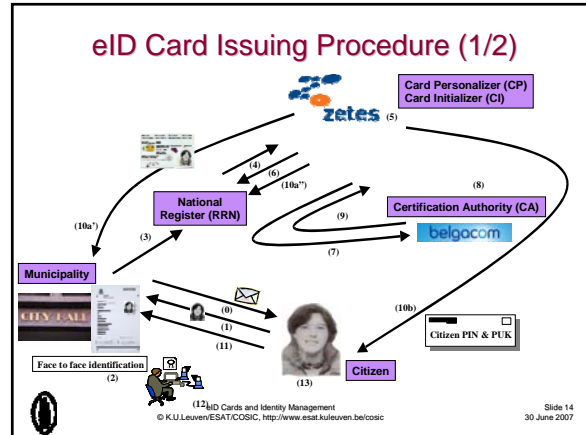 eID Card Issuing Procedure (1/2)
Card Personalizer (CP)
Card Initializer (CI)
zetes
(5)
(4)
(6)
(10a")
(8)
National
Register (RRN)
Certification Authority (CA)
(10a')
(9)
belgacom
(3)
(7)
Municipality
CITY HALL
(0)
(10b)
(1)
Citizen PIN & PUK
(11)
Face to face identification
(2)
Citizen
(13)
(12)
eID Cards and Identity Management
© K.U.Leuven/ESAT/COSIC, http://www.esat.kuleuven.be/cosic
Slide 14
30 June 2007